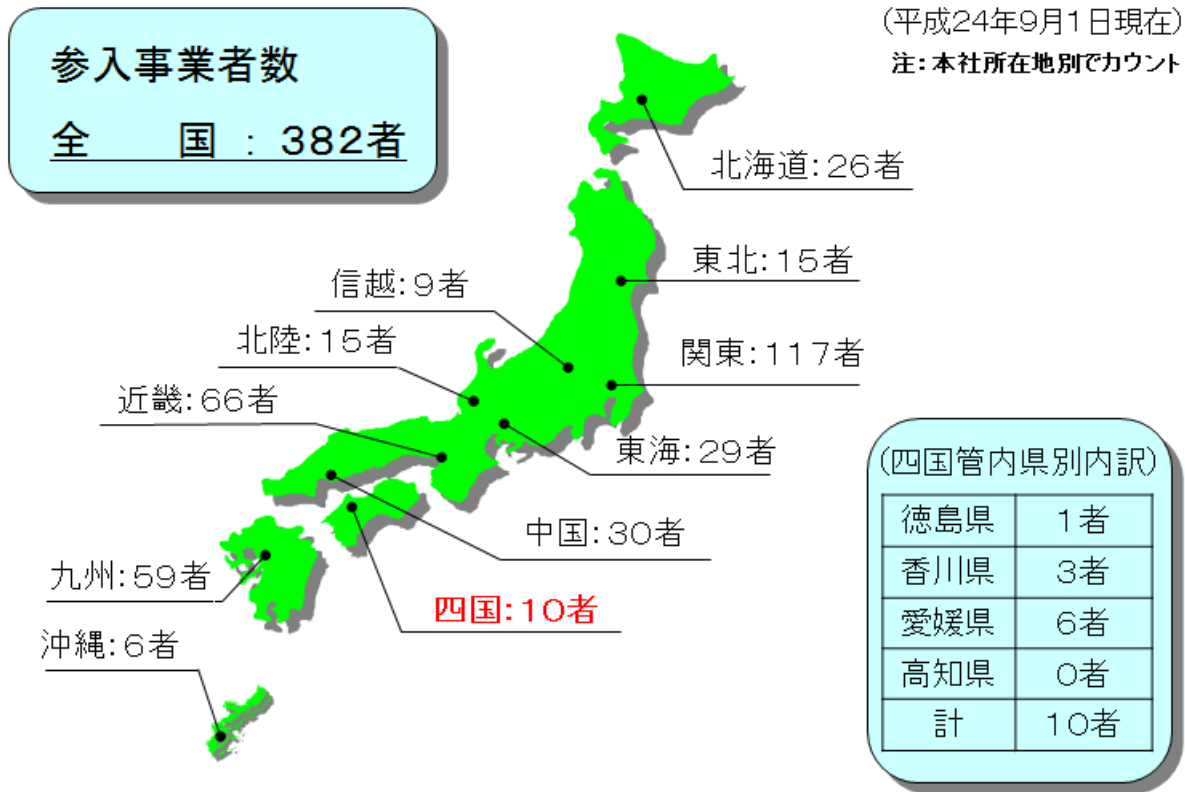 参入事業者数
全 国 : 382者
(平成24年9月1日現在)
注:本社所在地別でカウント
北海道:26者
東北:15者
信越:9者
北陸:15者
関東:117者
近畿:66者
東海:29者
中国:30者
九州:59者
四国:10者
沖縄:6者
(四国管内県別内訳)
徳島県 1者
香川県 3者
愛媛県 6者
高知県 0者
計 10者